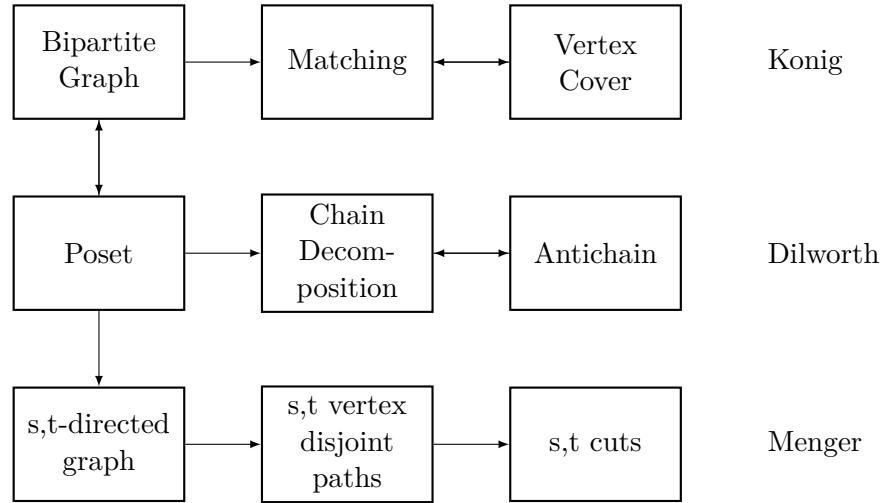 Bipartite
Graph
Matching
Vertex
Cover
Konig
Poset
Chain
Decom-
position
Antichain
Dilworth
s,t-directed
graph
s,t vertex
disjoint
paths
s,t cuts
Menger